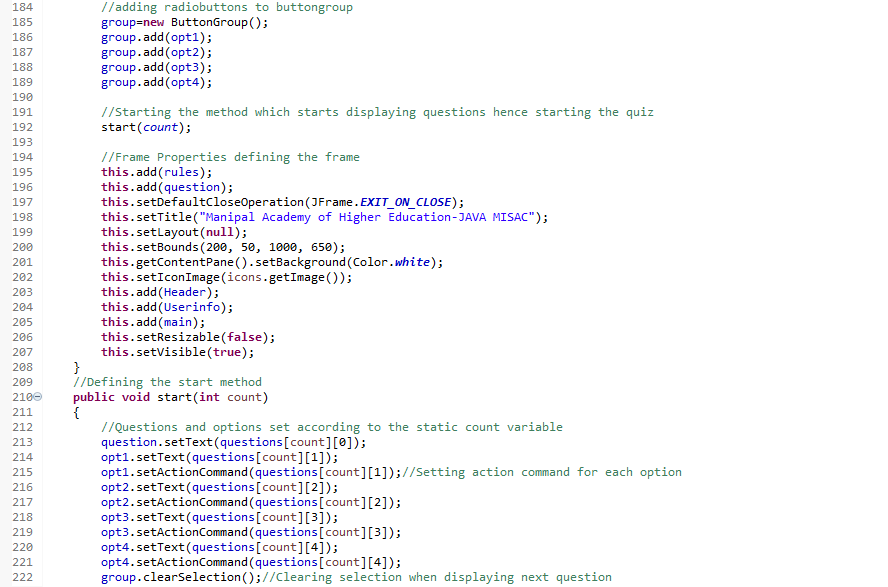 184 //adding radiobuttons to buttongroup
185 group=new ButtonGroup();
186 group.add(opt1);
187 group.add(opt2);
188 group.add(opt3);
189 group.add(opt4);
190
191 //Starting the method which starts displaying questions hence starting the quiz
192 start(count);
193
194 //Frame Properties defining the frame
195 this.add(rules);
196 this.add(question);
197 this.setDefaultCloseOperation(JFrame.EXIT_ON_CLOSE);
198 this.setTitle("Manipal Academy of Higher Education-JAVA MISAC");
199 this.setLayout(null);
200 this.setBounds(200, 50, 1000, 650);
201 this.getContentPane().setBackground(Color.white);
202 this.setIconImage(icons.getImage());
203 this.add(Header);
204 this.add(Userinfo);
205 this.add(main);
206 this.setResizable(false);
207 this.setVisible(true);
208 }
209 //Defining the start method
210 public void start(int count)
211 {
212 //Questions and options set according to the static count variable
213 question.setText(questions[count][0]);
214 opt1.setText(questions[count][1]);
215 opt1.setActionCommand(questions[count][1]);//Setting action command for each option
216 opt2.setText(questions[count][2]);
217 opt2.setActionCommand(questions[count][2]);
218 opt3.setText(questions[count][3]);
219 opt3.setActionCommand(questions[count][3]);
220 opt4.setText(questions[count][4]);
221 opt4.setActionCommand(questions[count][4]);
222 group.clearSelection();//Clearing selection when displaying next question